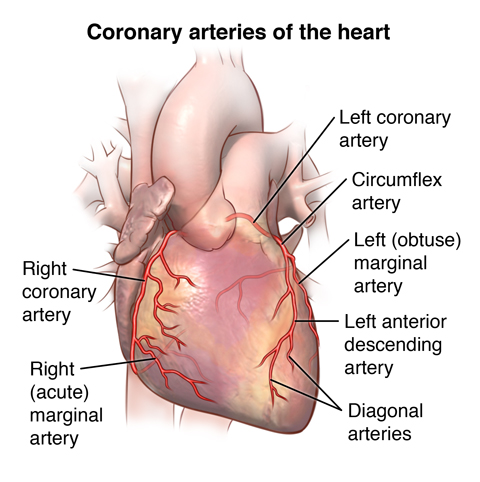 Coronary arteries of the heart
Left coronary
artery
Circumflex
artery
Left (obtuse)
marginal
artery
Left anterior
descending
artery
Diagonal
arteries
Right
coronary
artery
Right
(acute)
marginal
artery